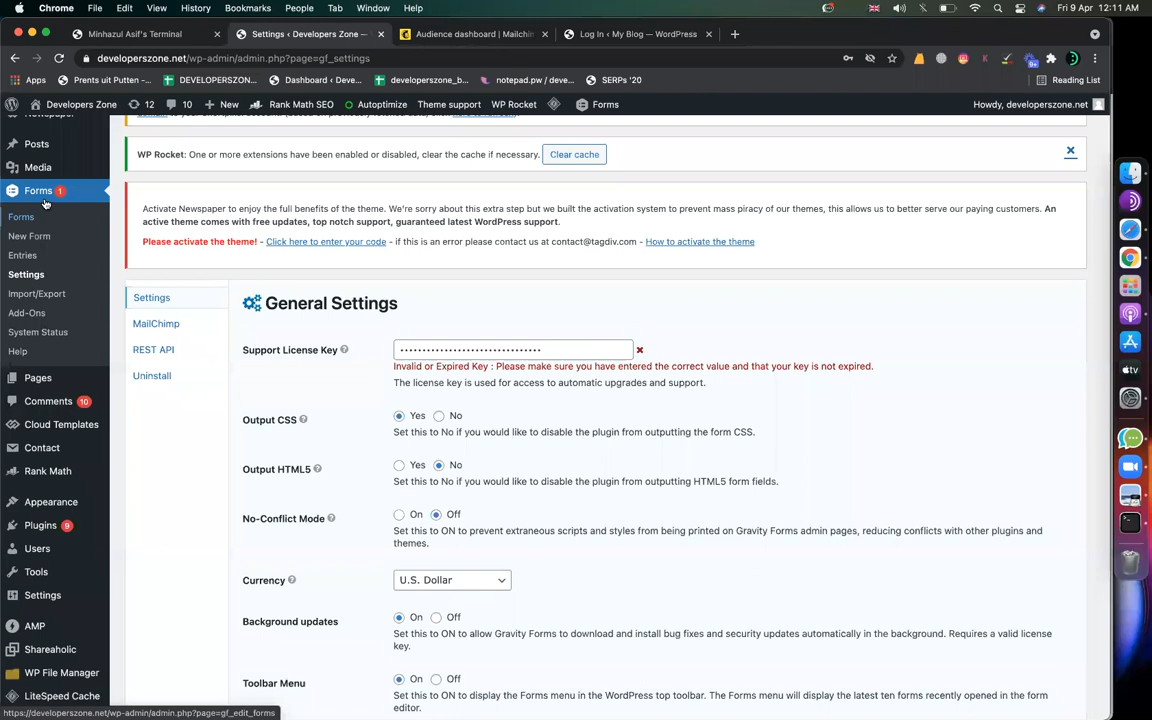 Chrome File Edit View History Bookmarks People Tab Window Help Fri 9 Apr 12:11 AM
Minhazul Asif's Terminal Settings ‹ Developers Zone — Audience dashboard | Mailchim Log In ‹ My Blog — WordPress
developerszone.net/wp-admin/admin.php?page=gf_settings
Apps Prents uit Putten -... DEVELOPERSZON... Dashboard ‹ Deve... developerszone_b... notepad.pw / deve... SERPs '20 Reading List
Developers Zone 12 10 New Rank Math SEO Autoptimize Theme support WP Rocket Forms Howdy, developerszone.net
Newspaper
Posts
Media
Forms 1
Forms
New Form
Entries
Settings
Import/Export
Add-Ons
System Status
Help
Pages
Comments 10
Cloud Templates
Contact
Rank Math
Appearance
Plugins 9
Users
Tools
Settings
AMP
Shareaholic
WP File Manager
LiteSpeed Cache
WP Rocket: One or more extensions have been enabled or disabled, clear the cache if necessary. Clear cache
Activate Newspaper to enjoy the full benefits of the theme. We're sorry about this extra step but we built the activation system to prevent mass piracy of our themes, this allows us to better serve our paying customers. An
active theme comes with free updates, top notch support, guaranteed latest WordPress support.
Please activate the theme! - Click here to enter your code - if this is an error please contact us at contact@tagdiv.com - How to activate the theme
Settings
MailChimp
REST API
Uninstall
General Settings
Support License Key
Invalid or Expired Key : Please make sure you have entered the correct value and that your key is not expired.
The license key is used for access to automatic upgrades and support.
Output CSS Yes No
Set this to No if you would like to disable the plugin from outputting the form CSS.
Output HTML5 Yes No
Set this to No if you would like to disable the plugin from outputting HTML5 form fields.
No-Conflict Mode On Off
Set this to ON to prevent extraneous scripts and styles from being printed on Gravity Forms admin pages, reducing conflicts with other plugins and
themes.
Currency U.S. Dollar
Background updates On Off
Set this to ON to allow Gravity Forms to download and install bug fixes and security updates automatically in the background. Requires a valid license
key.
Toolbar Menu On Off
Set this to ON to display the Forms menu in the WordPress top toolbar. The Forms menu will display the latest ten forms recently opened in the form
editor.
https://developerszone.net/wp-admin/admin.php?page=gf_edit_forms